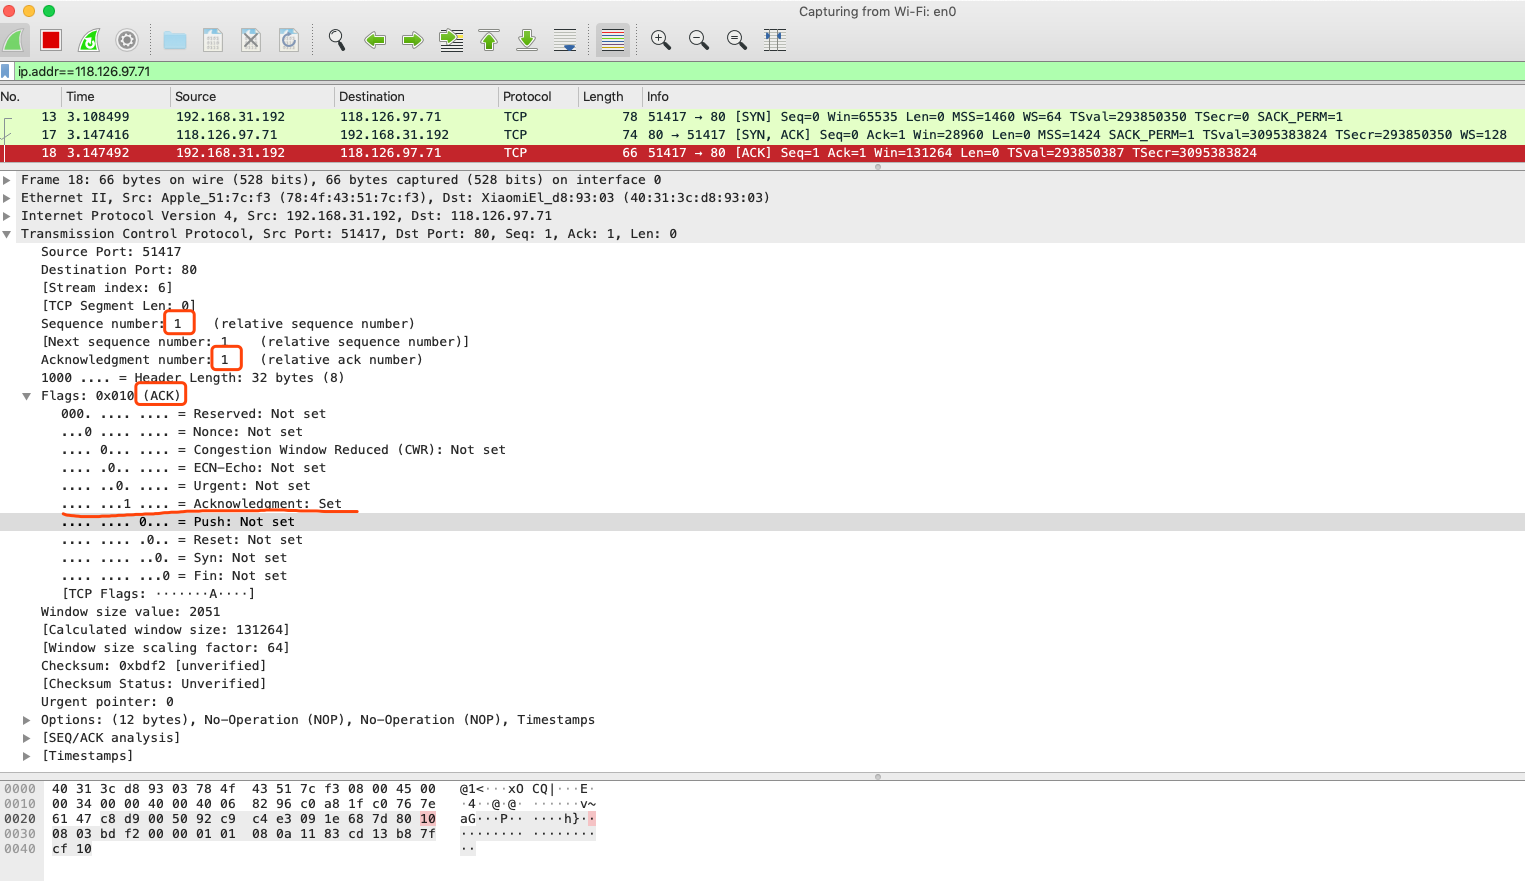 Capturing from Wi-Fi: en0
ip.addr==118.126.97.71
No. Time Source Destination Protocol Length Info
13 3.108499 192.168.31.192 118.126.97.71 TCP 78 51417 → 80 [SYN] Seq=0 Win=65535 Len=0 MSS=1460 WS=64 TSval=293850350 TSecr=0 SACK_PERM=1
17 3.147416 118.126.97.71 192.168.31.192 TCP 74 80 → 51417 [SYN, ACK] Seq=0 Ack=1 Win=28960 Len=0 MSS=1424 SACK_PERM=1 TSval=3095383824 TSecr=293850350 WS=128
18 3.147492 192.168.31.192 118.126.97.71 TCP 66 51417 → 80 [ACK] Seq=1 Ack=1 Win=131264 Len=0 TSval=293850387 TSecr=3095383824
Frame 18: 66 bytes on wire (528 bits), 66 bytes captured (528 bits) on interface 0
Ethernet II, Src: Apple_51:7c:f3 (78:4f:43:51:7c:f3), Dst: XiaomiEl_d8:93:03 (40:31:3c:d8:93:03)
Internet Protocol Version 4, Src: 192.168.31.192, Dst: 118.126.97.71
Transmission Control Protocol, Src Port: 51417, Dst Port: 80, Seq: 1, Ack: 1, Len: 0
Source Port: 51417
Destination Port: 80
[Stream index: 6]
[TCP Segment Len: 0]
Sequence number: 1 (relative sequence number)
[Next sequence number: 1 (relative sequence number)]
Acknowledgment number: 1 (relative ack number)
1000 .... = Header Length: 32 bytes (8)
Flags: 0x010 (ACK)
000. .... .... = Reserved: Not set
...0 .... .... = Nonce: Not set
.... 0... .... = Congestion Window Reduced (CWR): Not set
.... .0.. .... = ECN-Echo: Not set
.... ..0. .... = Urgent: Not set
.... ...1 .... = Acknowledgment: Set
.... .... 0... = Push: Not set
.... .... .0.. = Reset: Not set
.... .... ..0. = Syn: Not set
.... .... ...0 = Fin: Not set
[TCP Flags: ·······A····]
Window size value: 2051
[Calculated window size: 131264]
[Window size scaling factor: 64]
Checksum: 0xbdf2 [unverified]
[Checksum Status: Unverified]
Urgent pointer: 0
Options: (12 bytes), No-Operation (NOP), No-Operation (NOP), Timestamps
[SEQ/ACK analysis]
[Timestamps]
0000 40 31 3c d8 93 03 78 4f 43 51 7c f3 08 00 45 00 @1<···xO CQ|···E·
0010 00 34 00 00 40 00 40 06 82 96 c0 a8 1f c0 76 7e ·4··@·@· ······v~
0020 61 47 c8 d9 00 50 92 c9 c4 e3 09 1e 68 7d 80 10 aG···P·· ····h}··
0030 08 03 bd f2 00 00 01 01 08 0a 11 83 cd 13 b8 7f ········ ········
0040 cf 10 ··